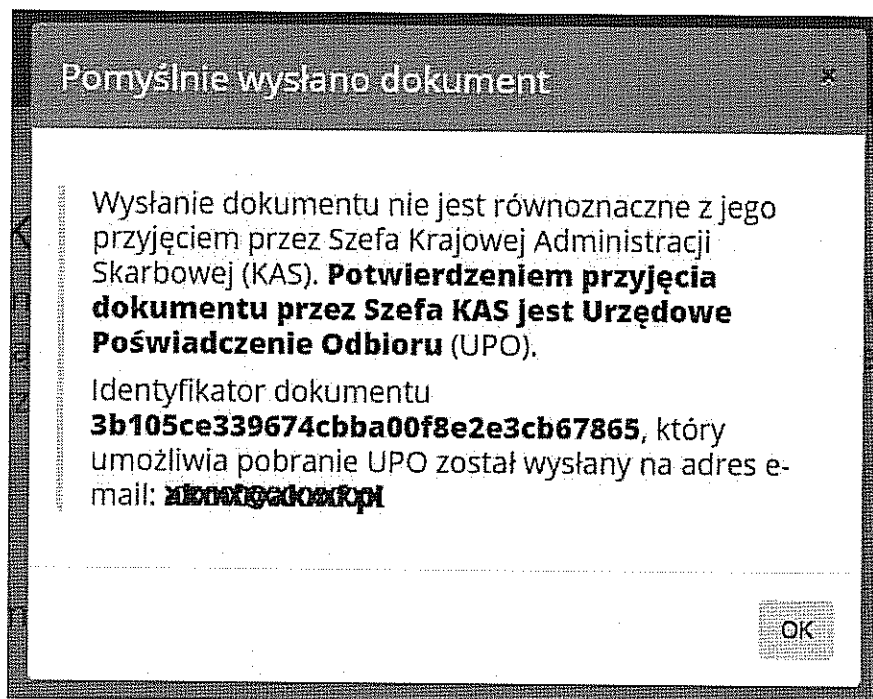 Pomyślnie wysłano dokument
×
Wysłanie dokumentu nie jest równoznaczne z jego
przyjęciem przez Szefa Krajowej Administracji
Skarbowej (KAS). Potwierdzeniem przyjęcia
dokumentu przez Szefa KAS jest Urzędowe
Poświadczenie Odbioru (UPO).
Identyfikator dokumentu
3b105ce339674cbba00f8e2e3cb67865, który
umożliwia pobranie UPO został wysłany na adres e-
mail:
OK